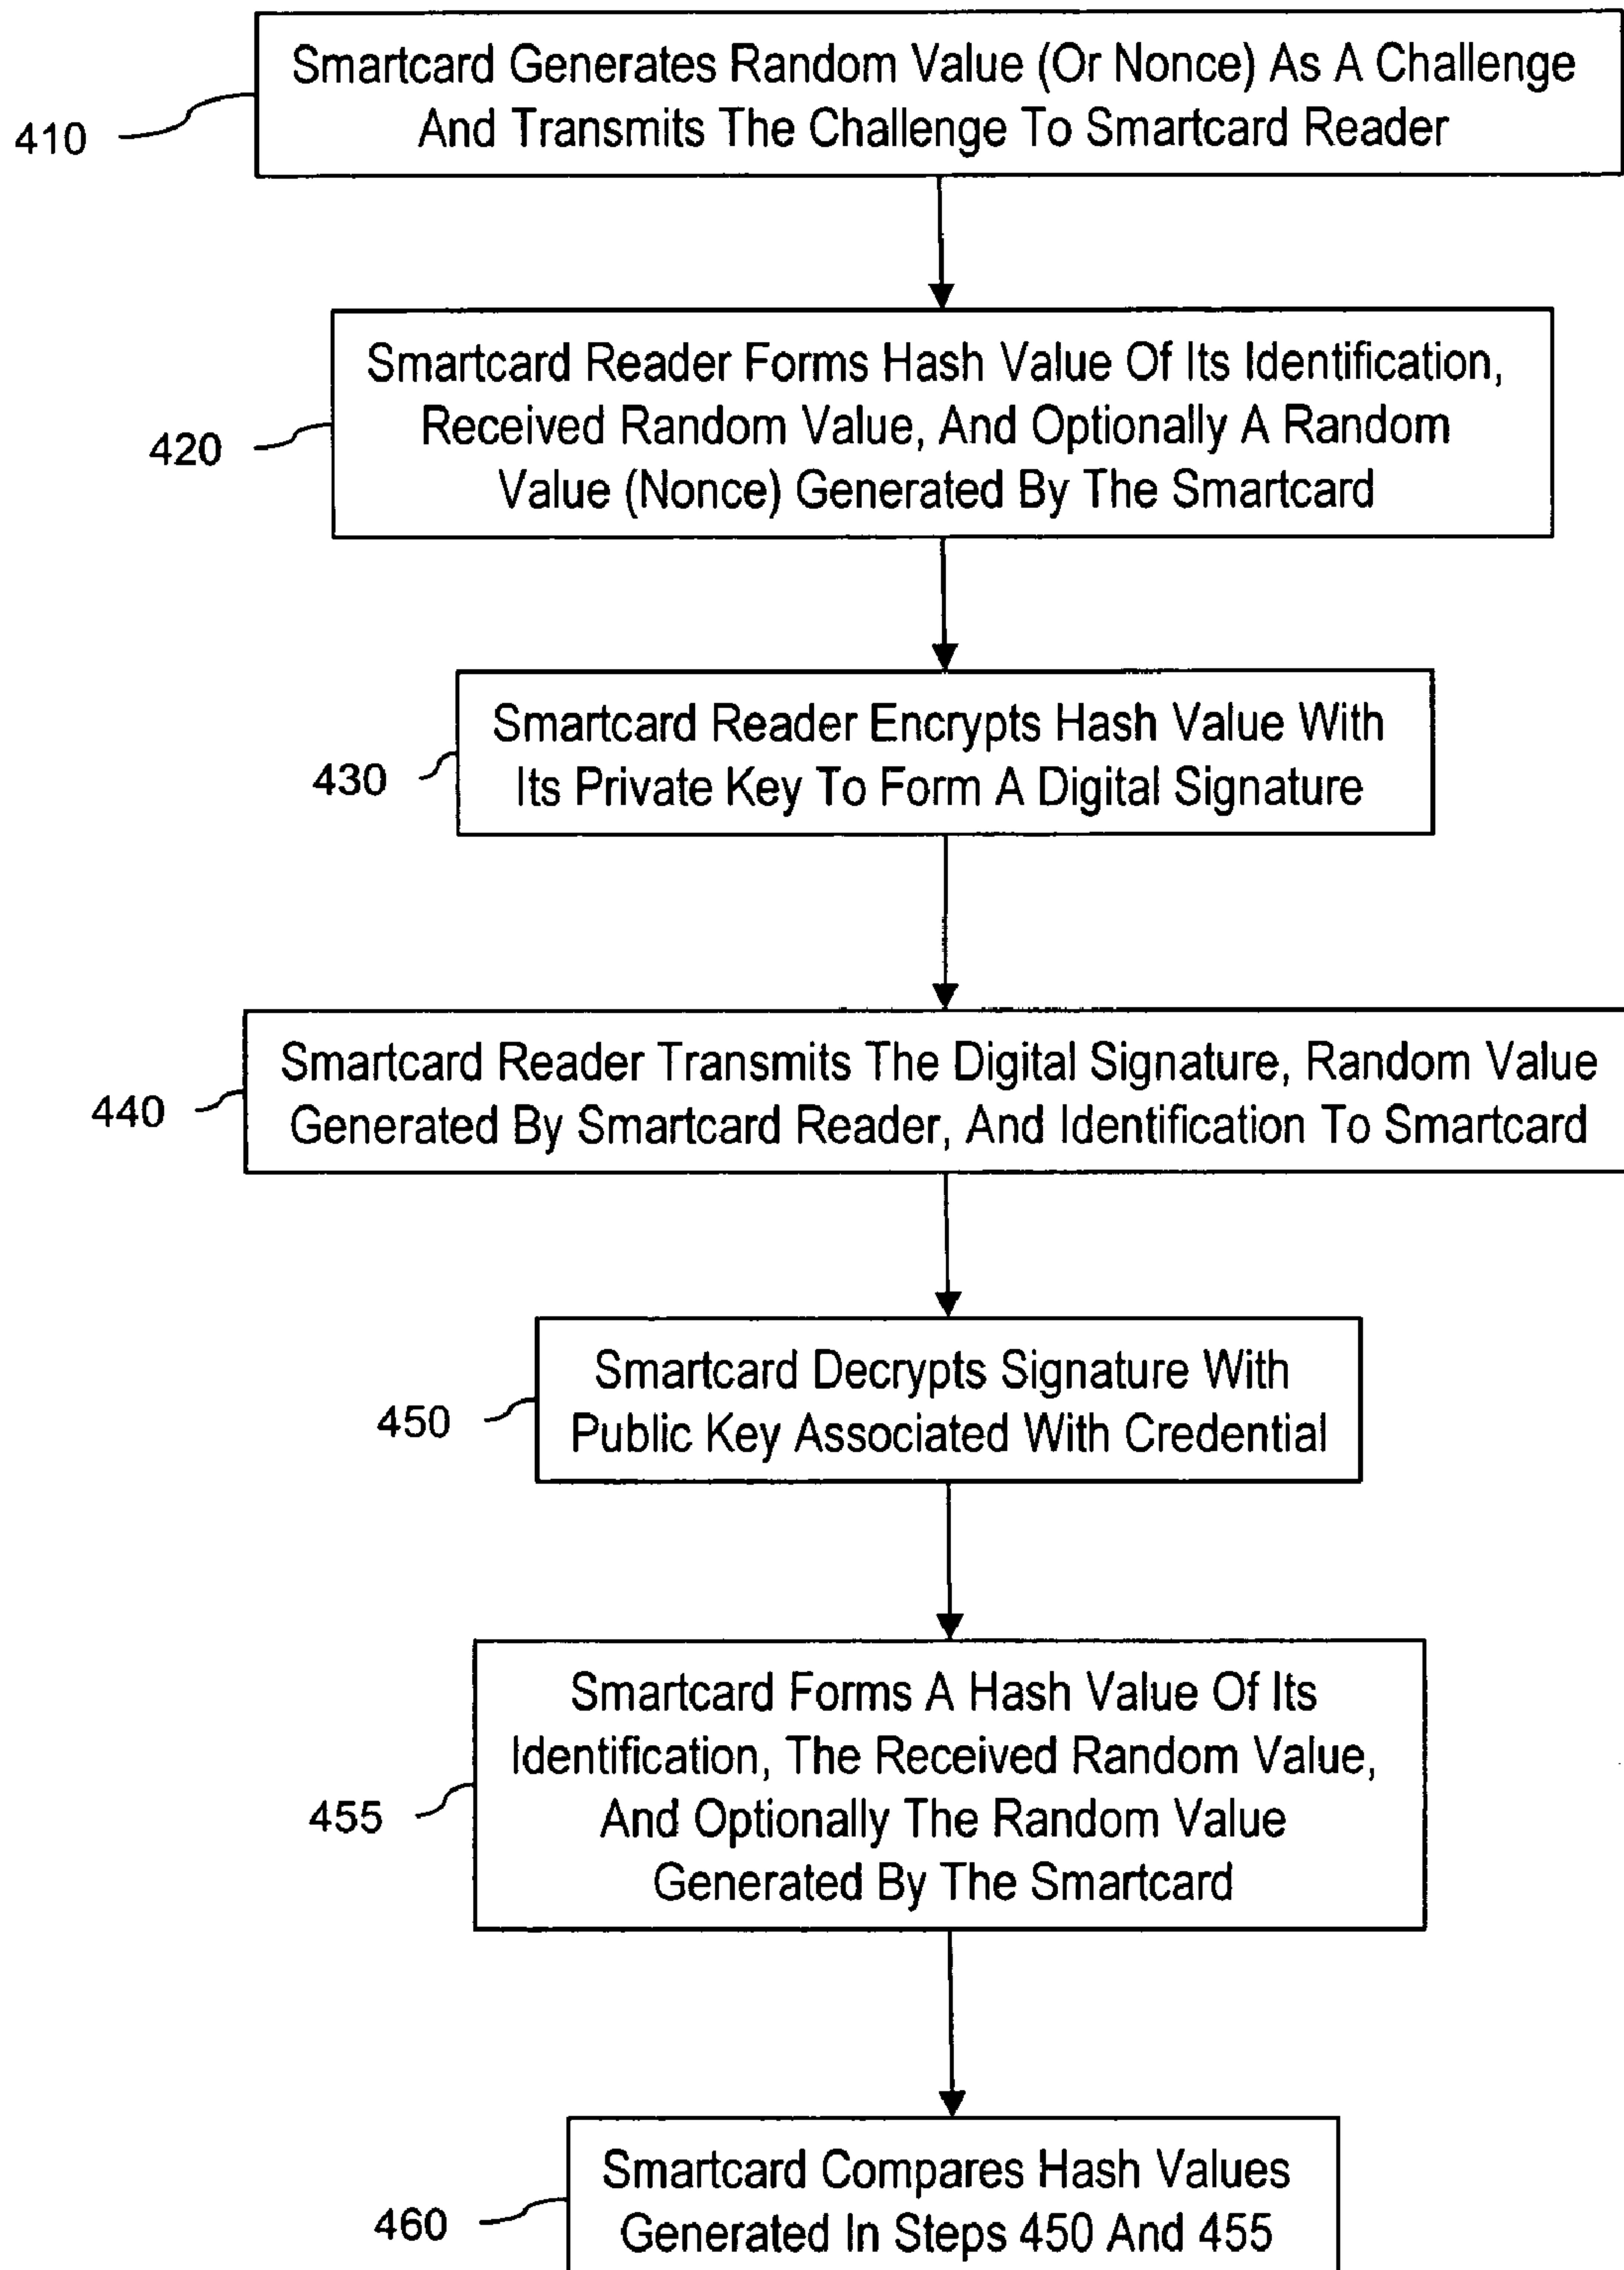 Smartcard Generates Random Value (Or Nonce) As A Challenge
And Transmits The Challenge To Smartcard Reader
410
Smartcard Reader Forms Hash Value Of Its Identification,
Received Random Value, And Optionally A Random
Value (Nonce) Generated By The Smartcard
420
Smartcard Reader Encrypts Hash Value With
Its Private Key To Form A Digital Signature
430
Smartcard Reader Transmits The Digital Signature, Random Value
Generated By Smartcard Reader, And Identification To Smartcard
440
Smartcard Decrypts Signature With
Public Key Associated With Credential
450
Smartcard Forms A Hash Value Of Its
Identification, The Received Random Value,
And Optionally The Random Value
Generated By The Smartcard
455
Smartcard Compares Hash Values
Generated In Steps 450 And 455
460